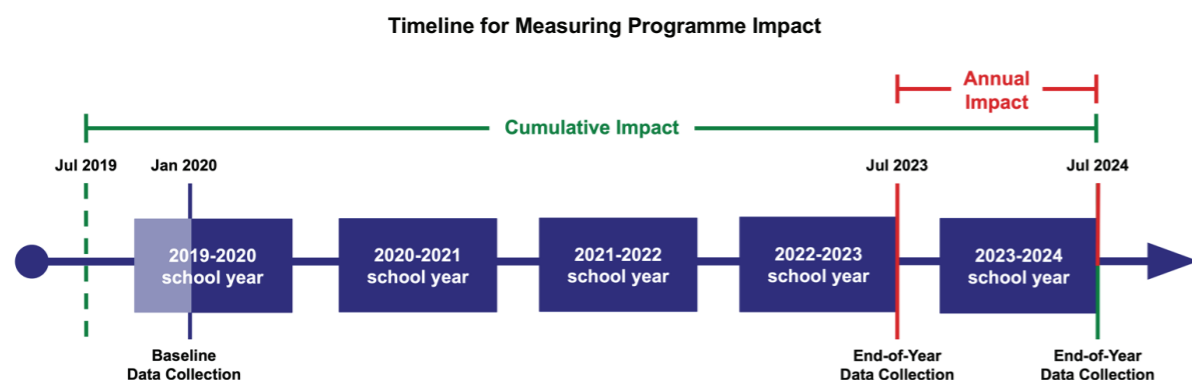 Timeline for Measuring Programme Impact
Annual
Impact
Cumulative Impact
Jul 2019
Jan 2020
Jul 2023
Jul 2024
2019-2020
school year
2020-2021
school year
2021-2022
school year
2022-2023
school year
2023-2024
school year
Baseline
Data Collection
End-of-Year
Data Collection
End-of-Year
Data Collection